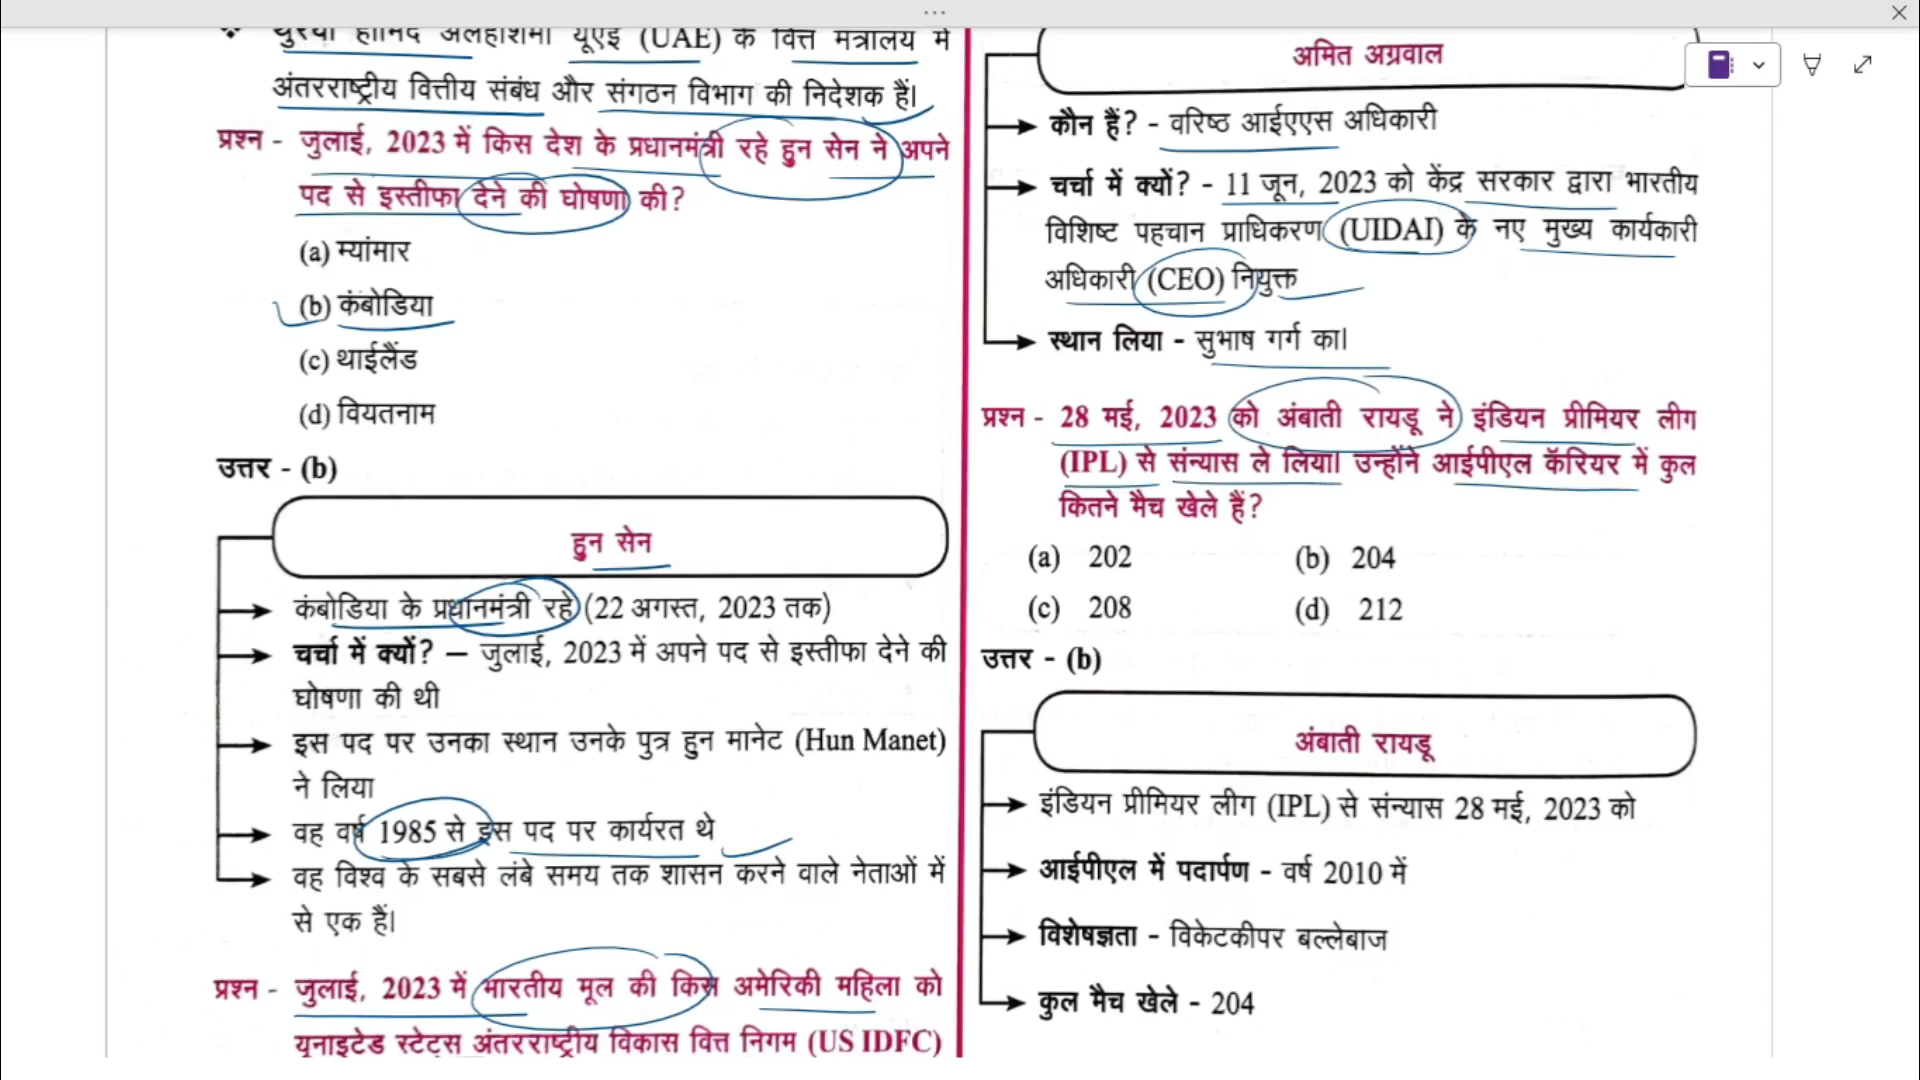 ❖ थुरया हामिद अलहाशमी यूएई (UAE) के वित्त मंत्रालय में
अंतरराष्ट्रीय वित्तीय संबंध और संगठन विभाग की निदेशक हैं।
प्रश्न - जुलाई, 2023 में किस देश के प्रधानमंत्री रहे हुन सेन ने अपने
पद से इस्तीफा देने की घोषणा की?
(a) म्यांमार
(b) कंबोडिया
(c) थाईलैंड
(d) वियतनाम
उत्तर - (b)
हुन सेन
कंबोडिया के प्रधानमंत्री रहे (22 अगस्त, 2023 तक)
चर्चा में क्यों? – जुलाई, 2023 में अपने पद से इस्तीफा देने की
घोषणा की थी
इस पद पर उनका स्थान उनके पुत्र हुन मानेट (Hun Manet)
ने लिया
वह वर्ष 1985 से इस पद पर कार्यरत थे
वह विश्व के सबसे लंबे समय तक शासन करने वाले नेताओं में
से एक हैं।
प्रश्न - जुलाई, 2023 में भारतीय मूल की किस अमेरिकी महिला को
यूनाइटेड स्टेट्स अंतरराष्ट्रीय विकास वित्त निगम (US IDFC)
अमित अग्रवाल
कौन हैं? - वरिष्ठ आईएएस अधिकारी
चर्चा में क्यों? - 11 जून, 2023 को केंद्र सरकार द्वारा भारतीय
विशिष्ट पहचान प्राधिकरण (UIDAI) के नए मुख्य कार्यकारी
अधिकारी (CEO) नियुक्त
स्थान लिया - सुभाष गर्ग का।
प्रश्न - 28 मई, 2023 को अंबाती रायडू ने इंडियन प्रीमियर लीग
(IPL) से संन्यास ले लिया। उन्होंने आईपीएल कॅरियर में कुल
कितने मैच खेले हैं?
(a) 202 (b) 204
(c) 208 (d) 212
उत्तर - (b)
अंबाती रायडू
इंडियन प्रीमियर लीग (IPL) से संन्यास 28 मई, 2023 को
आईपीएल में पदार्पण - वर्ष 2010 में
विशेषज्ञता - विकेटकीपर बल्लेबाज
कुल मैच खेले - 204